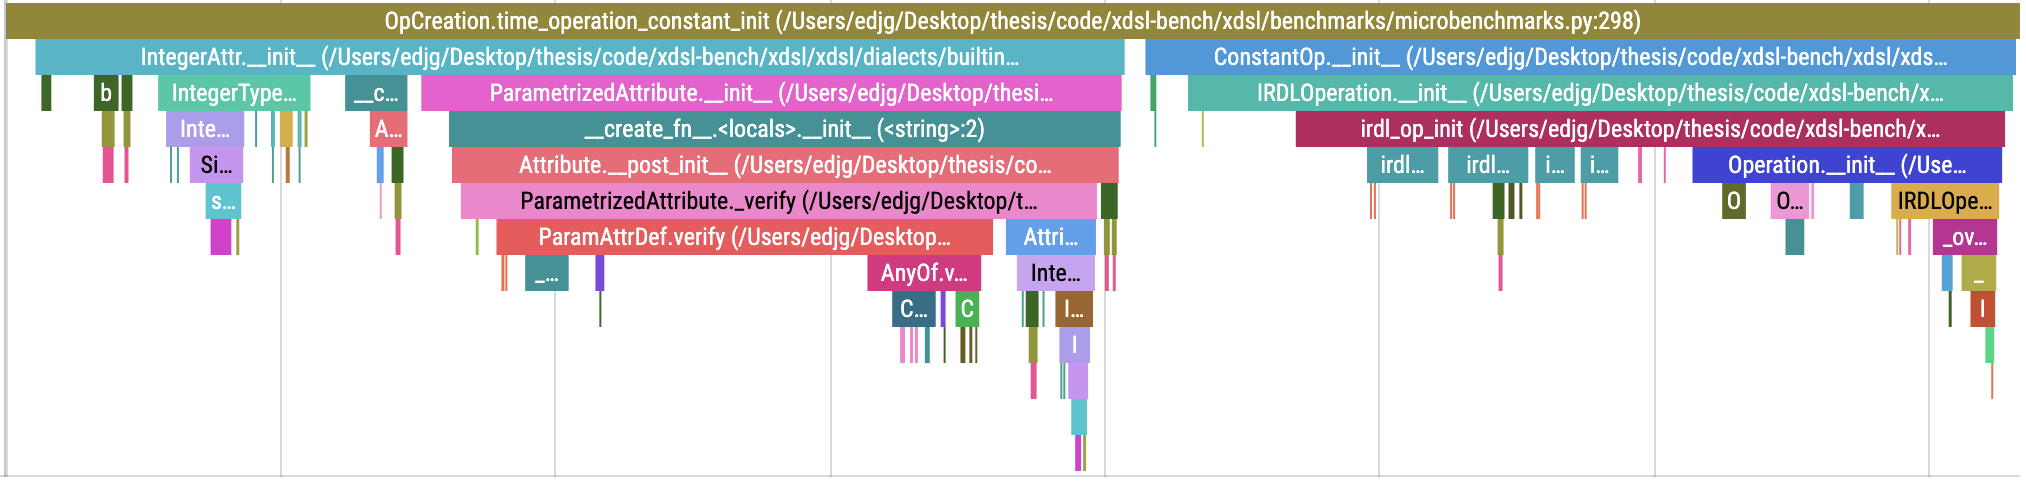 OpCreation.time_operation_constant_init (/Users/edjg/Desktop/thesis/code/xdsl-bench/xdsl/benchmarks/microbenchmarks.py:298)
IntegerAttr.__init__ (/Users/edjg/Desktop/thesis/code/xdsl-bench/xdsl/xdsl/dialects/builtin… ConstantOp.__init__ (/Users/edjg/Desktop/thesis/code/xdsl-bench/xdsl/xds…
b IntegerType… __c… ParametrizedAttribute.__init__ (/Users/edjg/Desktop/thesi… IRDLOperation.__init__ (/Users/edjg/Desktop/thesis/code/xdsl-bench/x…
Inte… A… __create_fn__.<locals>.__init__ (<string>:2) irdl_op_init (/Users/edjg/Desktop/thesis/code/xdsl-bench/x…
Si… Attribute.__post_init__ (/Users/edjg/Desktop/thesis/co… irdl… irdl… i… i… Operation.__init__ (/Use…
s… ParametrizedAttribute._verify (/Users/edjg/Desktop/t… O O… IRDLOpe…
ParamAttrDef.verify (/Users/edjg/Desktop… Attri… _ov…
_… AnyOf.v… Inte… _
C… C I… I
I